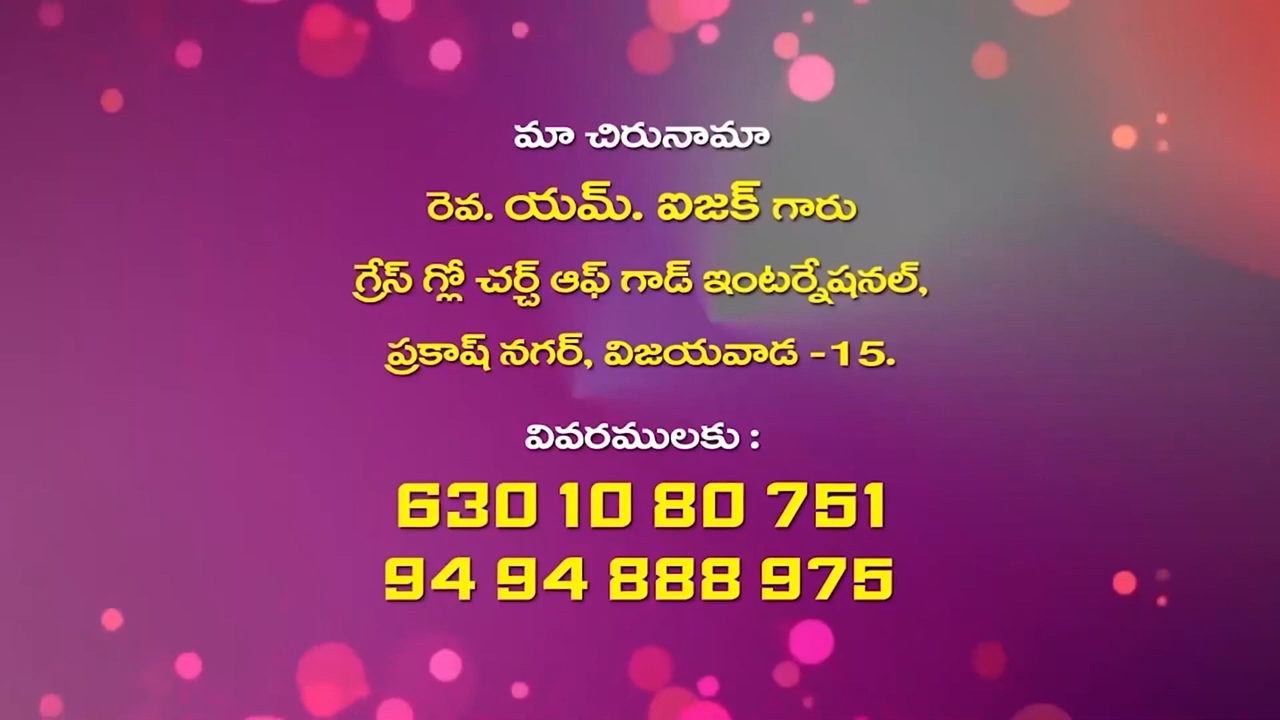 మా చిరునామా
రెవ. యమ్. ఐజక్ గారు
గ్రేస్ గ్లో చర్చ్ ఆఫ్ గాడ్ ఇంటర్నేషనల్,
ప్రకాష్ నగర్, విజయవాడ -15.
వివరములకు :
630 10 80 751
94 94 888 975